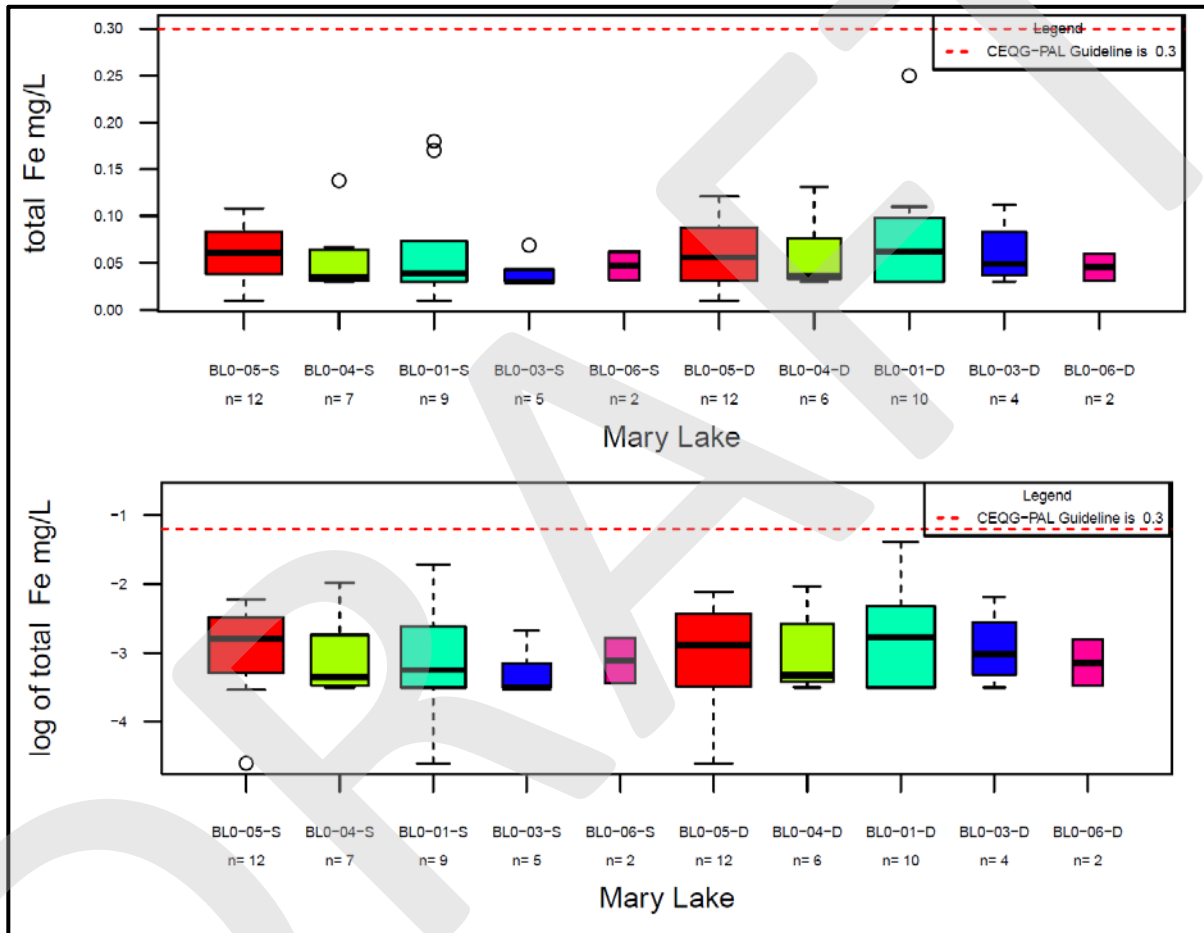 Legend
CEQG-PAL Guideline is 0.3
total Fe mg/L
0.30
0.25
0.20
0.15
0.10
0.05
0.00
BL0-05-S BL0-04-S BL0-01-S BL0-03-S BL0-06-S BL0-05-D BL0-04-D BL0-01-D BL0-03-D BL0-06-D
n= 12 n= 7 n= 9 n= 5 n= 2 n= 12 n= 6 n= 10 n= 4 n= 2
Mary Lake
Legend
CEQG-PAL Guideline is 0.3
log of total Fe mg/L
-1
-2
-3
-4
BL0-05-S BL0-04-S BL0-01-S BL0-03-S BL0-06-S BL0-05-D BL0-04-D BL0-01-D BL0-03-D BL0-06-D
n= 12 n= 7 n= 9 n= 5 n= 2 n= 12 n= 6 n= 10 n= 4 n= 2
Mary Lake
DRAFT